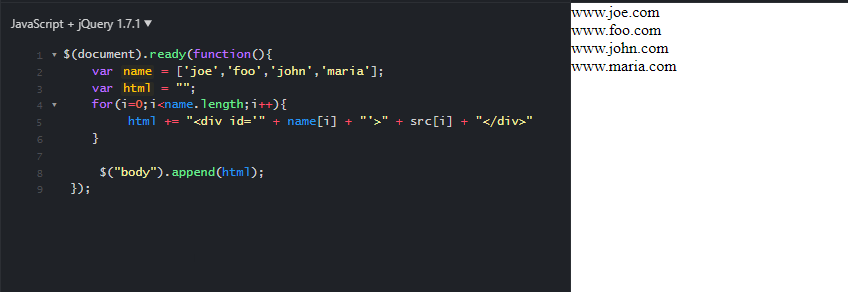 JavaScript + jQuery 1.7.1 ▼
1 ▾ $(document).ready(function(){
2 var name = ['joe','foo','john','maria'];
3 var html = "";
4 ▾ for(i=0;i<name.length;i++){
5 html += "<div id='" + name[i] + "'>" + src[i] + "</div>"
6 }
7
8 $("body").append(html);
9 });
www.joe.com
www.foo.com
www.john.com
www.maria.com